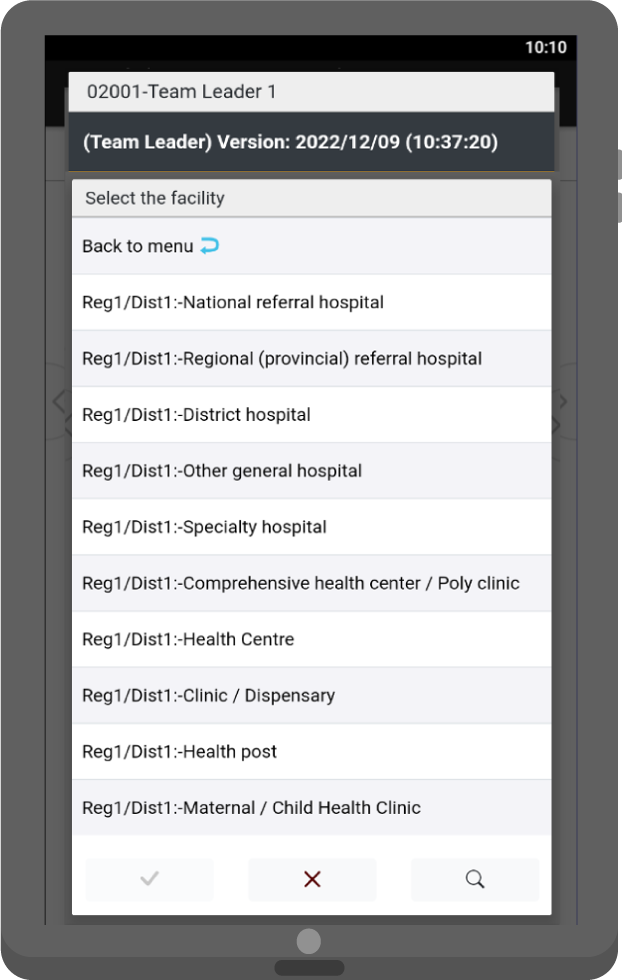 10:10
02001-Team Leader 1
(Team Leader) Version: 2022/12/09 (10:37:20)
Select the facility
Back to menu
Reg1/Dist1:-National referral hospital
Reg1/Dist1:-Regional (provincial) referral hospital
Reg1/Dist1:-District hospital
Reg1/Dist1:-Other general hospital
Reg1/Dist1:-Specialty hospital
Reg1/Dist1:-Comprehensive health center / Poly clinic
Reg1/Dist1:-Health Centre
Reg1/Dist1:-Clinic / Dispensary
Reg1/Dist1:-Health post
Reg1/Dist1:-Maternal / Child Health Clinic